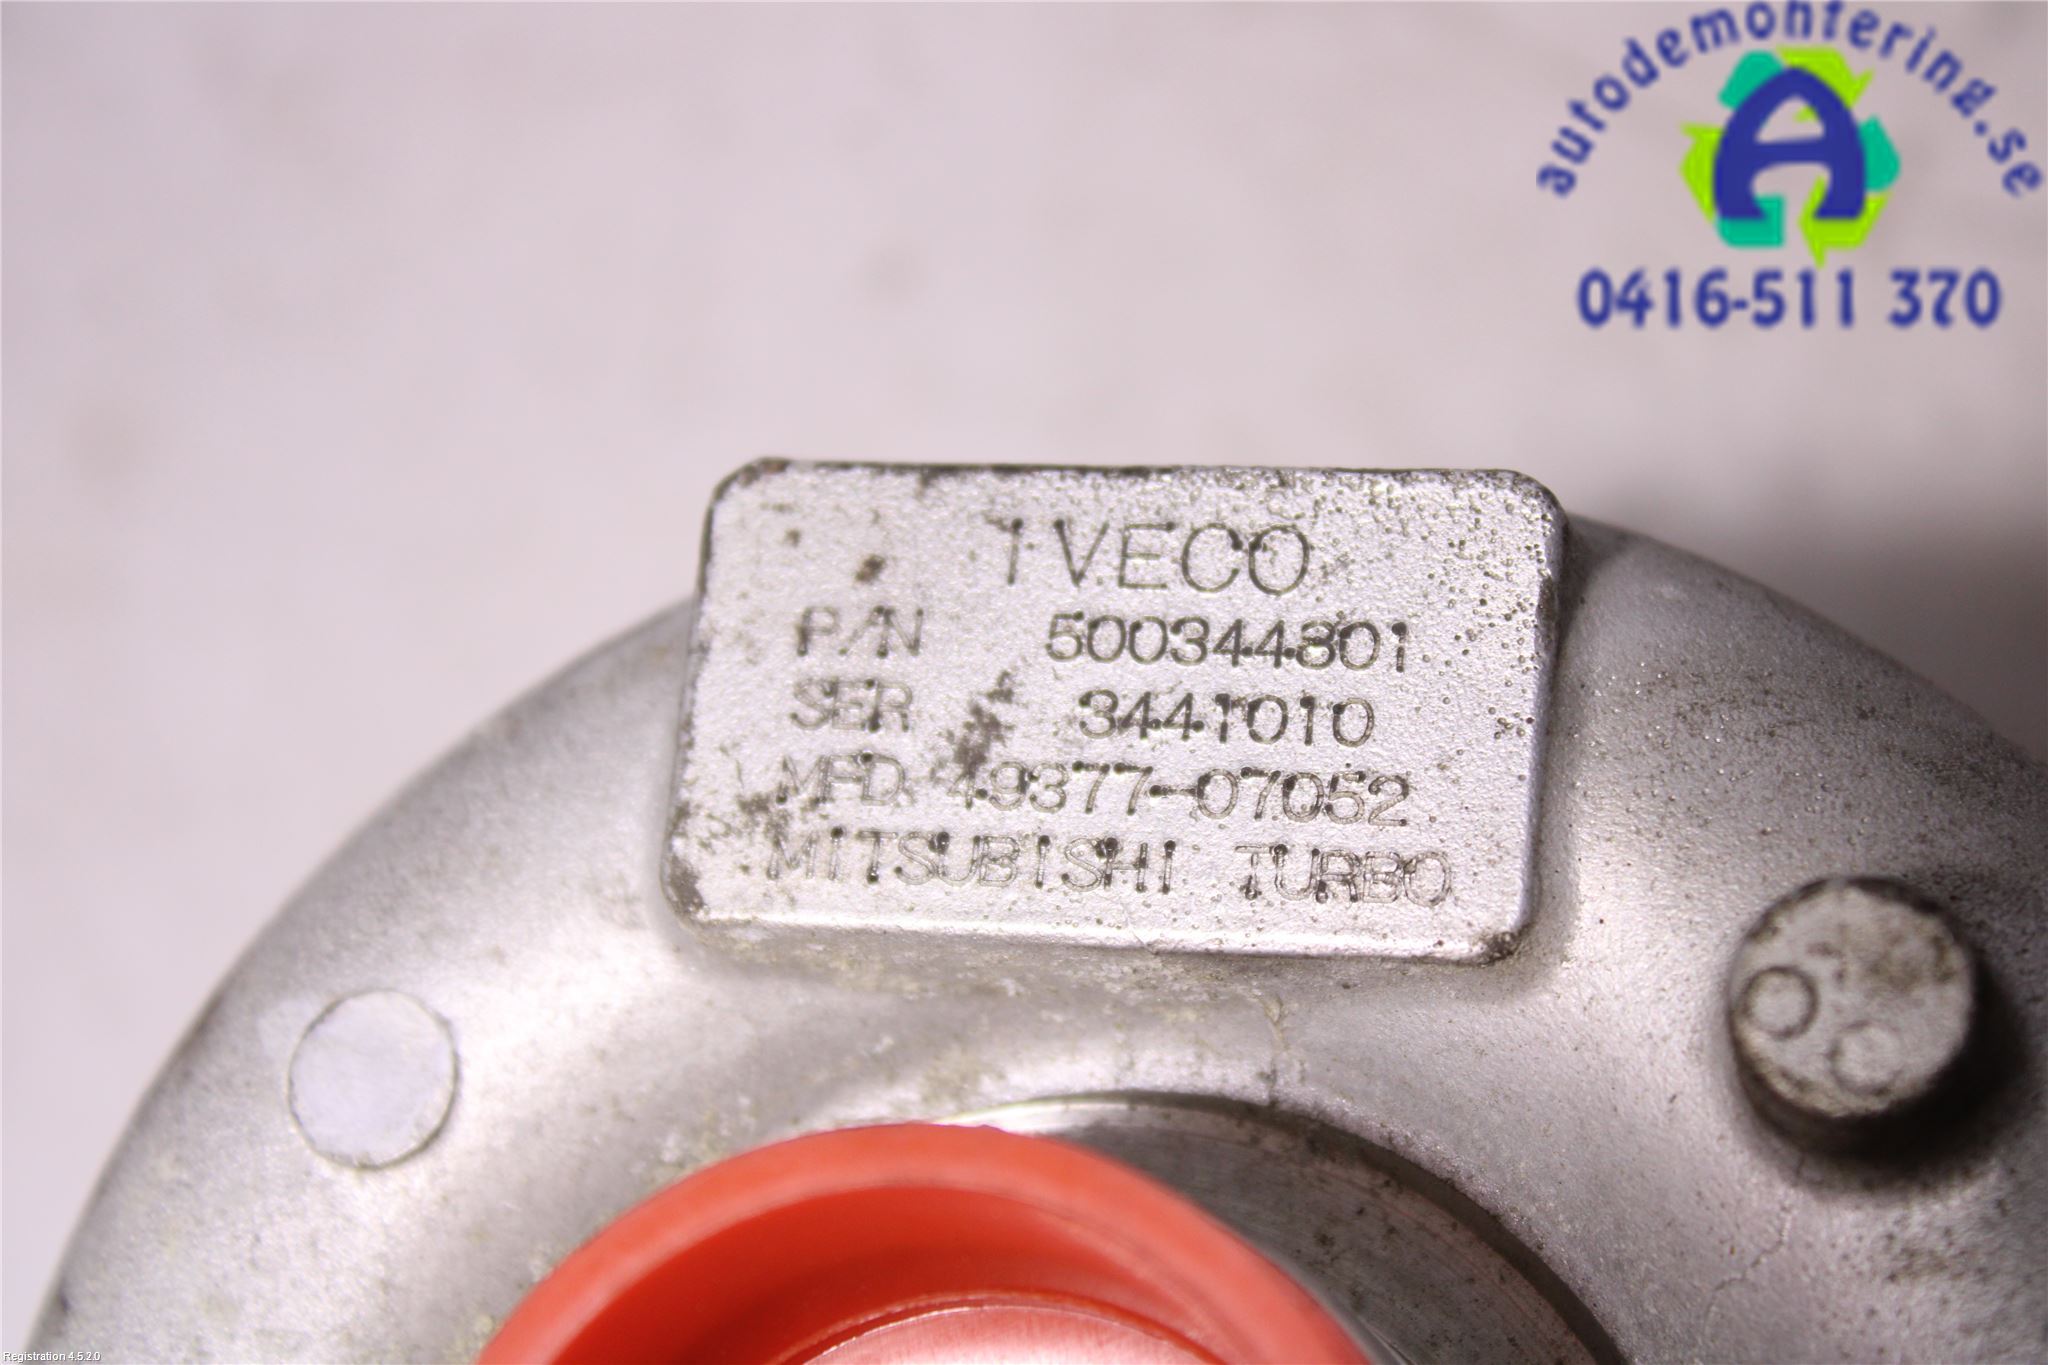 autodemontering.se
A
0416-511 370
IVECO
P/N 500344801
SER 3441010
MFD. 49377-07052
MITSUBISHI TURBO
Registration 4.5.2.0